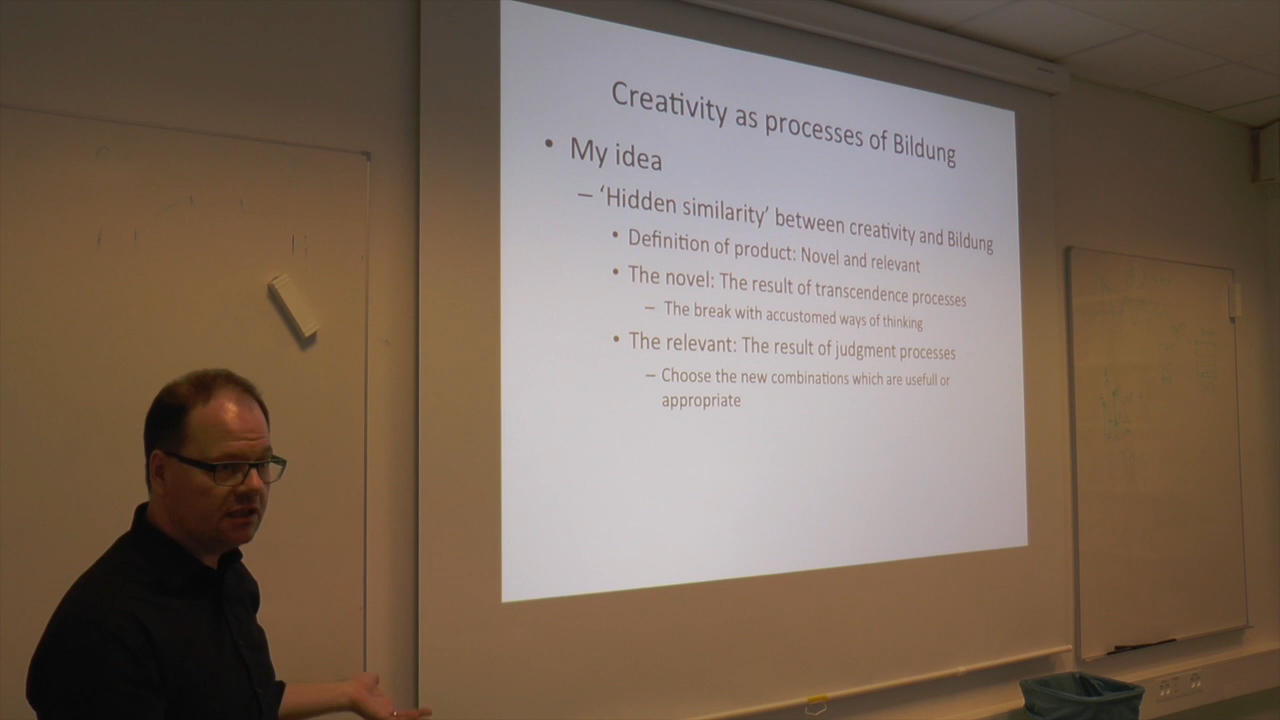 Creativity as processes of Bildung
• My idea
– ‘Hidden similarity’ between creativity and Bildung
• Definition of product: Novel and relevant
• The novel: The result of transcendence processes
– The break with accustomed ways of thinking
• The relevant: The result of judgment processes
– Choose the new combinations which are usefull or
appropriate